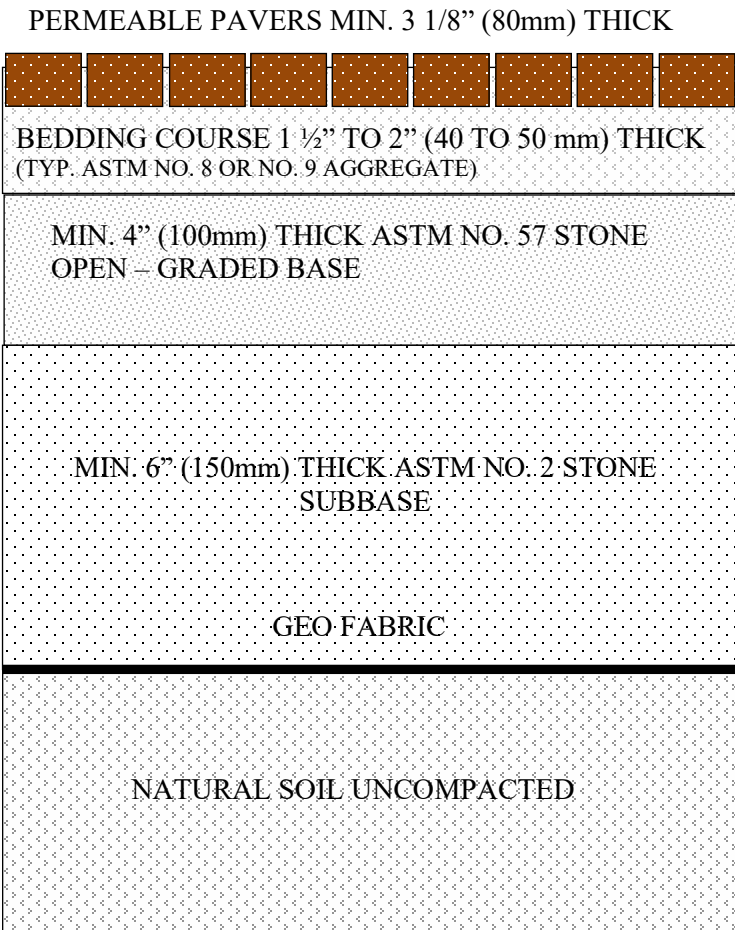 PERMEABLE PAVERS MIN. 3 1/8” (80mm) THICK
BEDDING COURSE 1 ½” TO 2” (40 TO 50 mm) THICK
(TYP. ASTM NO. 8 OR NO. 9 AGGREGATE)
MIN. 4” (100mm) THICK ASTM NO. 57 STONE
OPEN – GRADED BASE
MIN. 6” (150mm) THICK ASTM NO. 2 STONE
SUBBASE
GEO FABRIC
NATURAL SOIL UNCOMPACTED